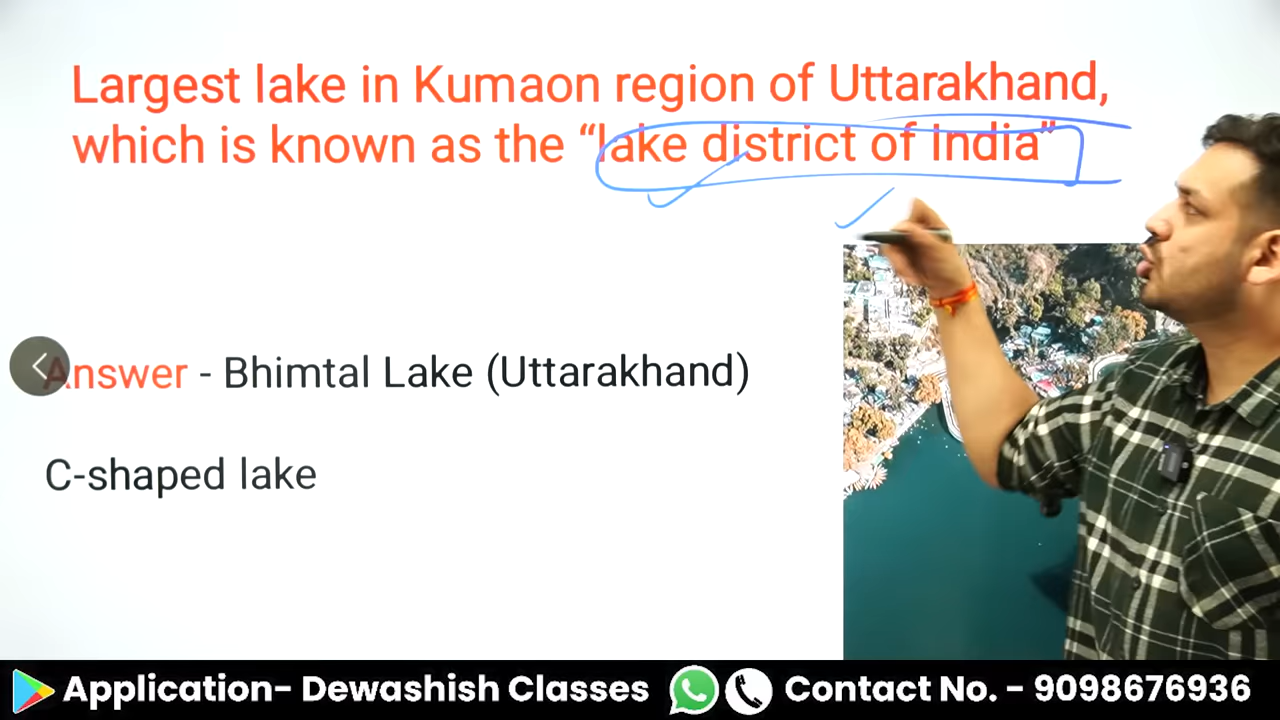 Largest lake in Kumaon region of Uttarakhand,
which is known as the “lake district of India”
Answer - Bhimtal Lake (Uttarakhand)
C-shaped lake
Application- Dewashish Classes
Contact No. - 9098676936